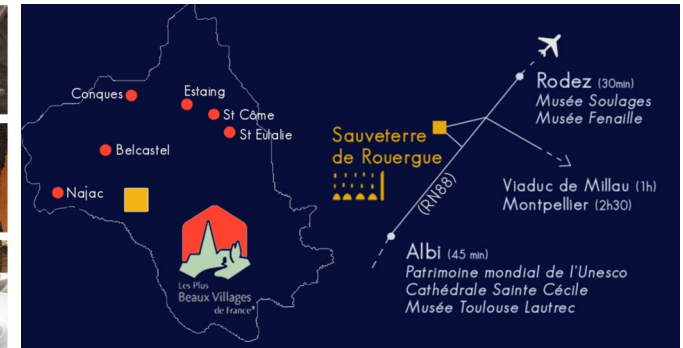 Conques
Estaing
St Côme
St Eulalie
Belcastel
Najac
Les Plus
Beaux Villages
de France®
Sauveterre
de Rouergue
(RN88)
Rodez (30min)
Musée Soulages
Musée Fenaille
Viaduc de Millau (1h)
Montpellier (2h30)
Albi (45 min)
Patrimoine mondial de l'Unesco
Cathédrale Sainte Cécile
Musée Toulouse Lautrec